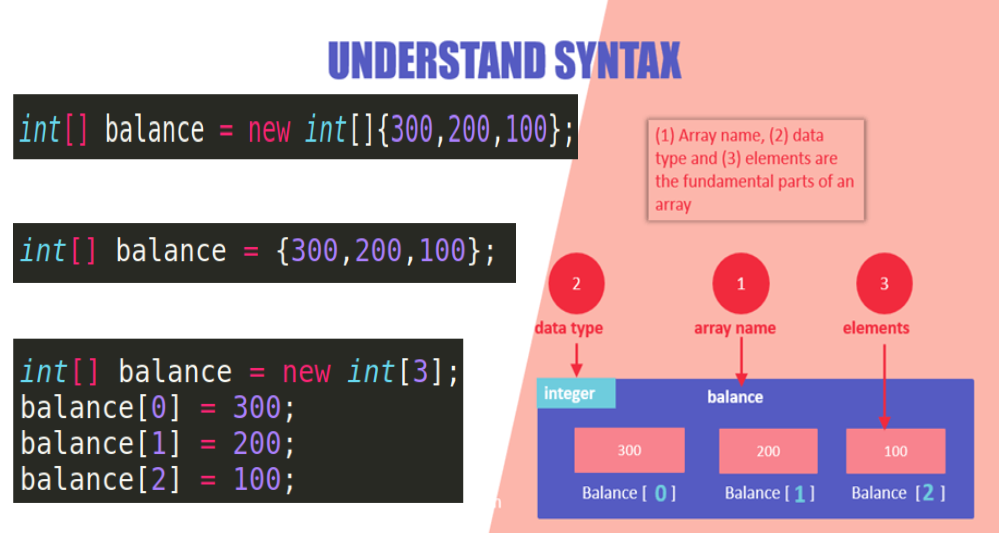 UNDERSTAND SYNTAX
int[] balance = new int[]{300,200,100};
int[] balance = {300,200,100};
int[] balance = new int[3];
balance[0] = 300;
balance[1] = 200;
balance[2] = 100;
(1) Array name, (2) data
type and (3) elements are
the fundamental parts of an
array
2 1 3
data type array name elements
integer balance
300 200 100
Balance [ 0 ] Balance [ 1 ] Balance [2 ]